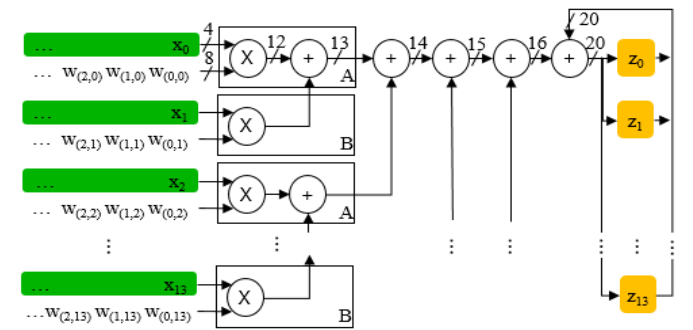 20
4 12 13 14 15 16 20
... x₀ X + + + + + z₀
8
... W(2,0) W(1,0) W(0,0) A
x₁ X z₁
... W(2,1) W(1,1) W(0,1) B
... x₂ X +
... W(2,2) W(1,2) W(0,2) A
⋮ ⋮ ⋮ ⋮ ⋮ ⋮ ⋮
... x₁₃ X z₁₃
...W(2,13) W(1,13) W(0,13) B